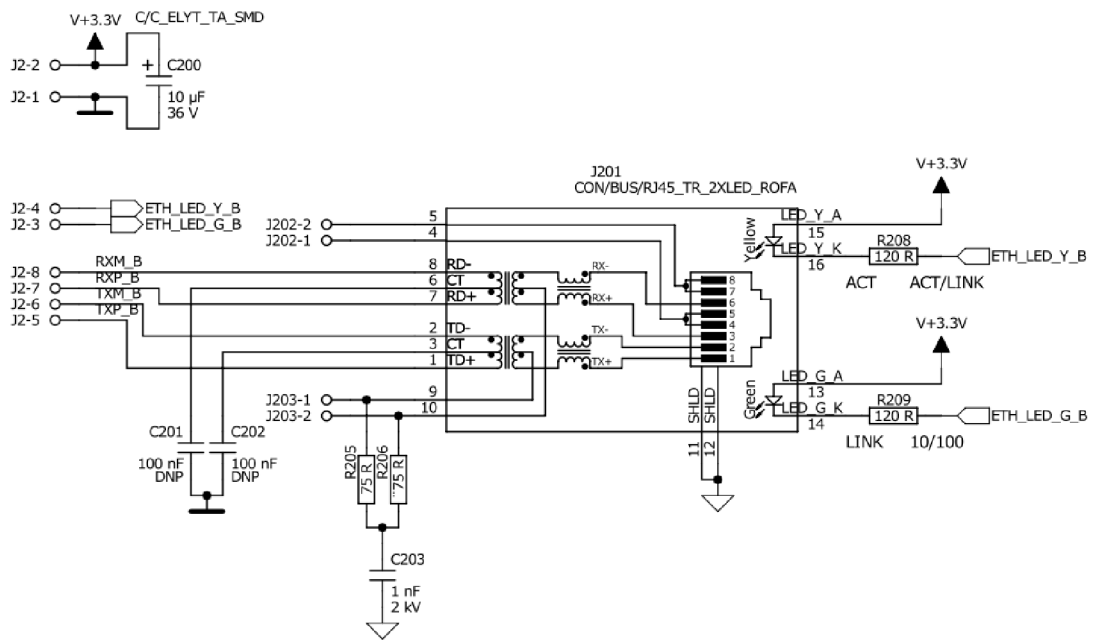 C/C_ELYT_TA_SMD
V+3.3V
J2-2
+
C200
J2-1
10 µF
36 V
J201
CON/BUS/RJ45_TR_2XLED_ROFA
V+3.3V
J2-4
ETH_LED_Y_B
J2-3
ETH_LED_G_B
J202-2
5
J202-1
4
LED_Y_A
15
Yellow
LED_Y_K
16
R208
120 R
ETH_LED_Y_B
ACT
ACT/LINK
J2-8
RXM_B
8
RD-
RX-
J2-7
RXP_B
6
CT
J2-6
TXM_B
7
RD+
RX+
J2-5
TXP_B
2
TD-
TX-
3
CT
1
TD+
TX+
8
7
6
5
4
3
2
1
V+3.3V
J203-1
9
J203-2
10
SHLD
SHLD
11
12
LED_G_A
13
Green
LED_G_K
14
R209
120 R
ETH_LED_G_B
LINK
10/100
C201
C202
100 nF
DNP
100 nF
DNP
R205
75 R
R206
75 R
C203
1 nF
2 kV